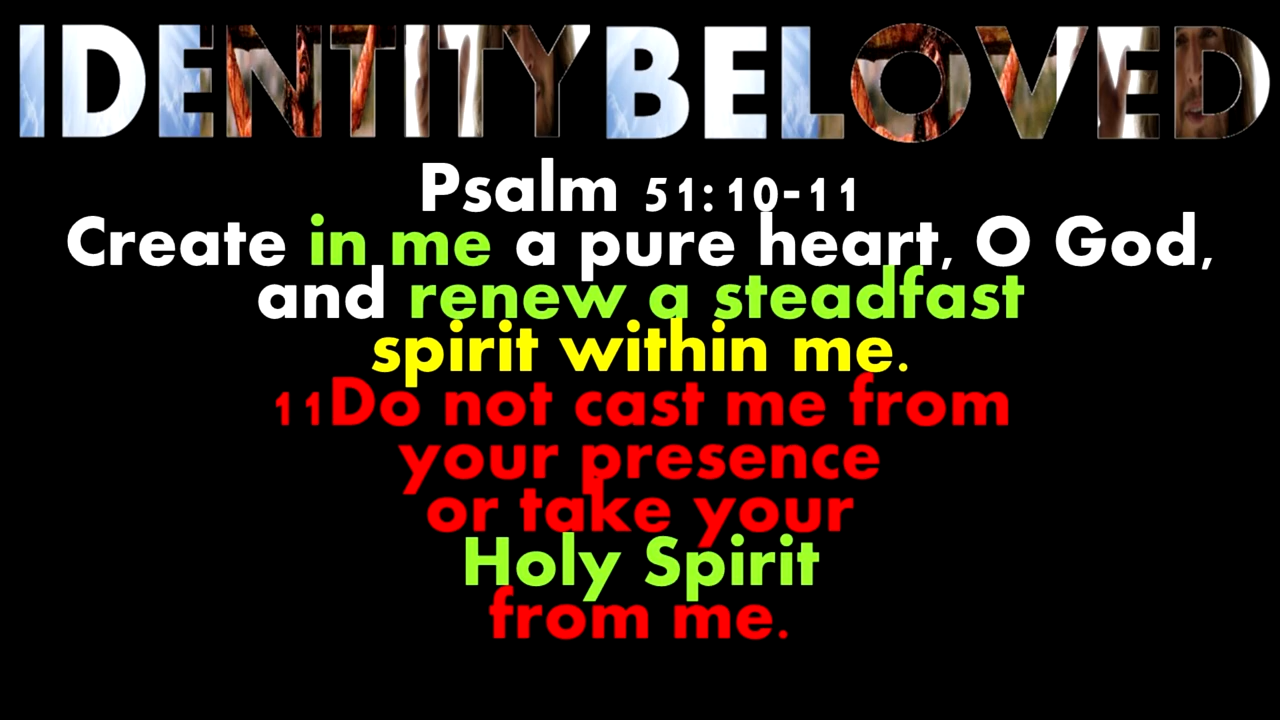 IDENTITYBELOVED
Psalm 51:10-11
Create in me a pure heart, O God,
and renew a steadfast
spirit within me.
11Do not cast me from
your presence
or take your
Holy Spirit
from me.